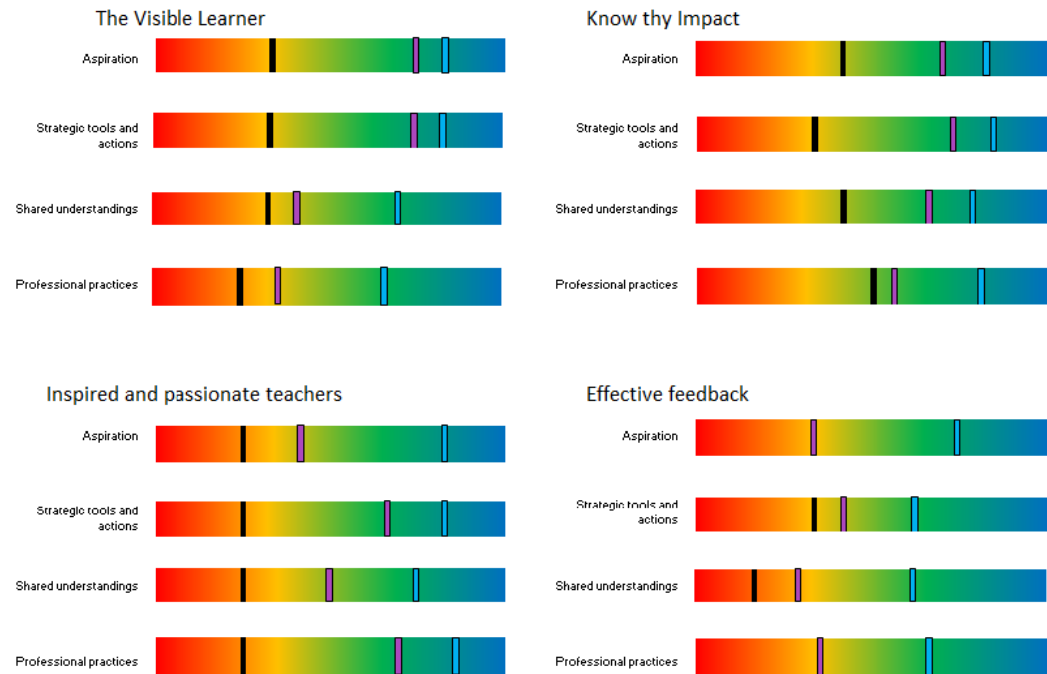 The Visible Learner
Aspiration
Strategic tools and
actions
Shared understandings
Professional practices
Know thy Impact
Aspiration
Strategic tools and
actions
Shared understandings
Professional practices
Inspired and passionate teachers
Aspiration
Strategic tools and
actions
Shared understandings
Professional practices
Effective feedback
Aspiration
Strategic tools and
actions
Shared understandings
Professional practices